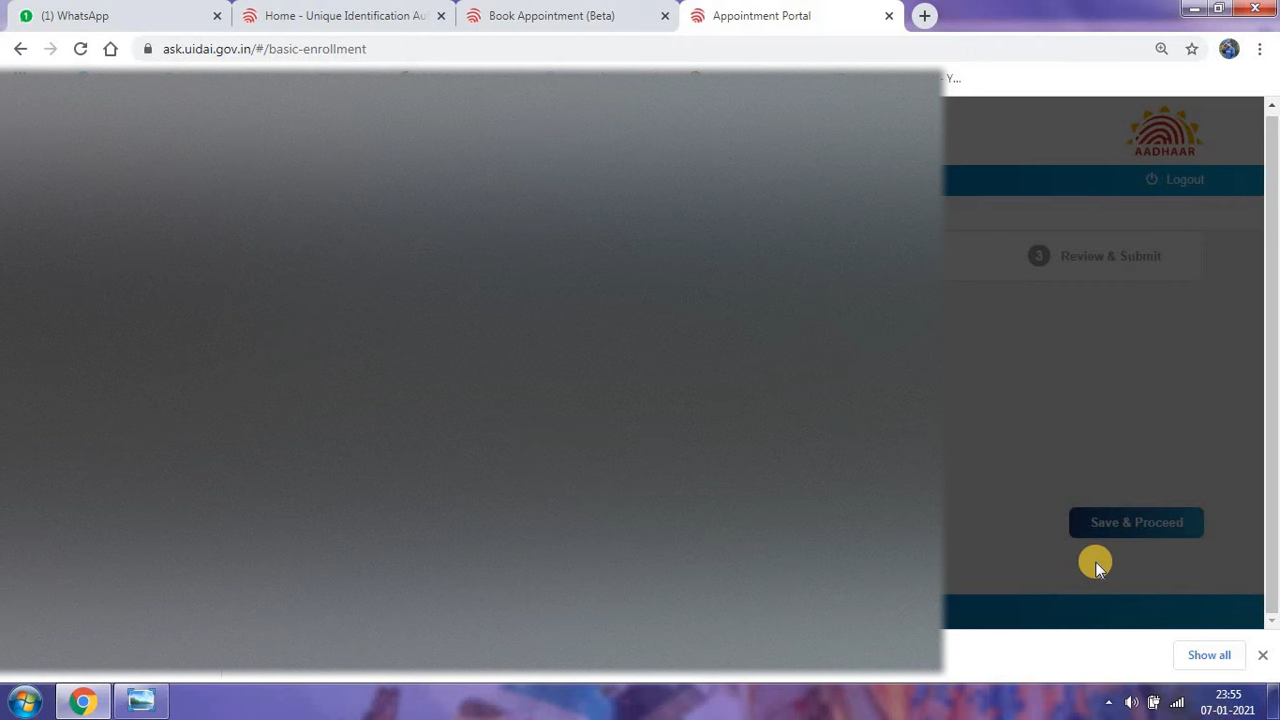 (1) WhatsApp
Home - Unique Identification Au
Book Appointment (Beta)
Appointment Portal
ask.uidai.gov.in/#/basic-enrollment
- Y...
AADHAAR
Logout
3 Review & Submit
Save & Proceed
Show all
23:55
07-01-2021